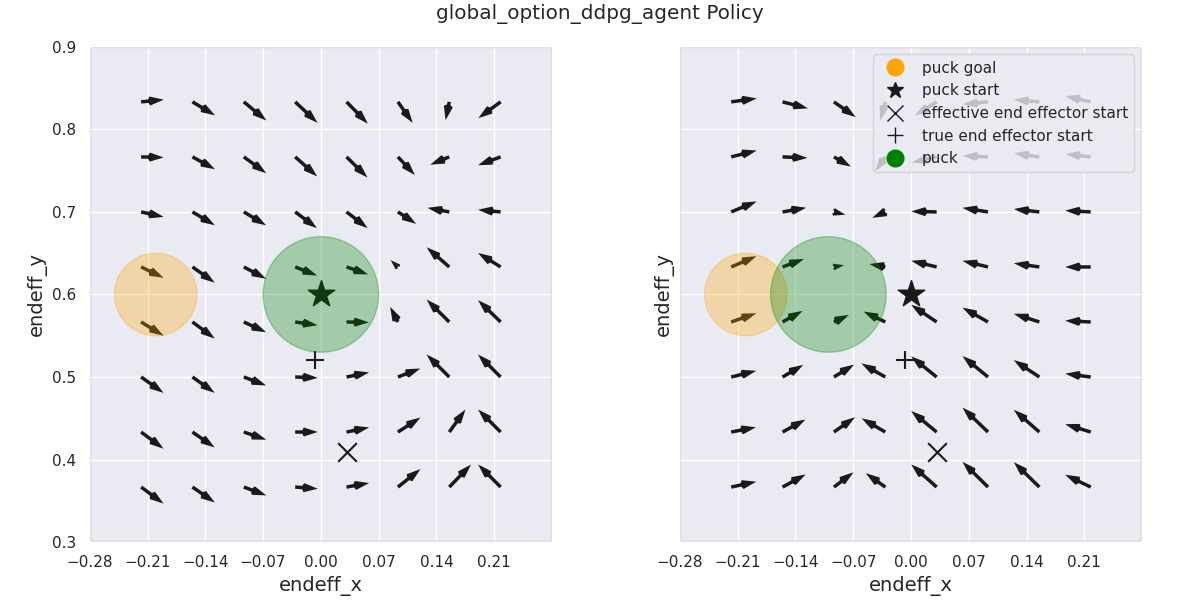 global_option_ddpg_agent Policy
endeff_y
0.9
0.8
0.7
0.6
0.5
0.4
0.3
−0.28 −0.21 −0.14 −0.07 0.00 0.07 0.14 0.21
endeff_x
puck goal
puck start
effective end effector start
true end effector start
puck
endeff_y
−0.28 −0.21 −0.14 −0.07 0.00 0.07 0.14 0.21
endeff_x